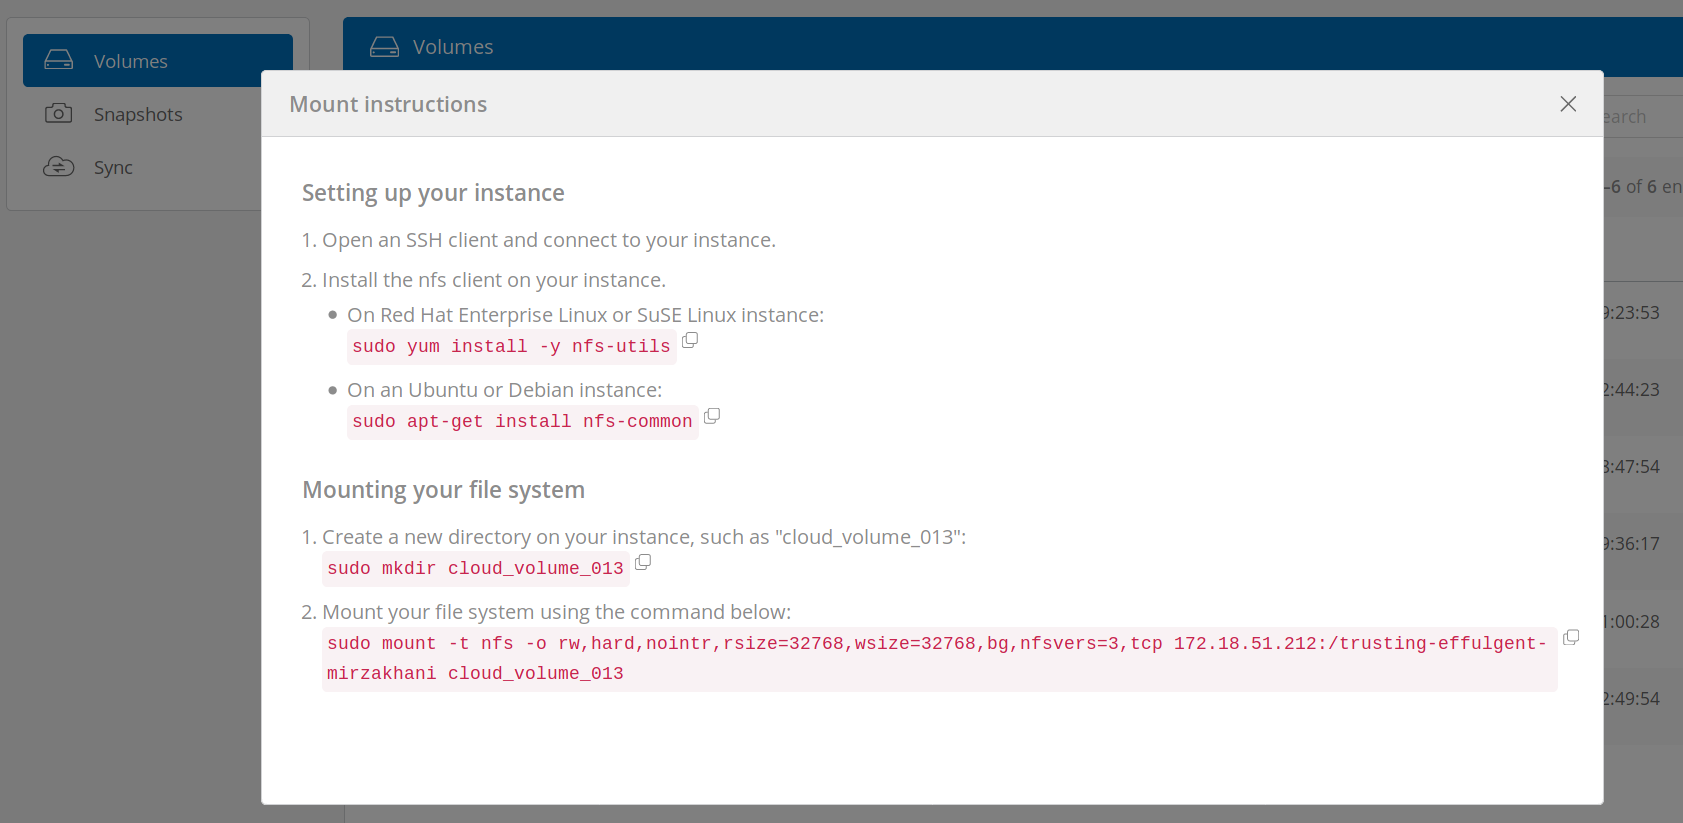 Volumes
Snapshots
Sync
Volumes
Mount instructions
earch
–6 of 6 en
9:23:53
2:44:23
3:47:54
9:36:17
1:00:28
2:49:54
Setting up your instance
1. Open an SSH client and connect to your instance.
2. Install the nfs client on your instance.
• On Red Hat Enterprise Linux or SuSE Linux instance:
sudo yum install -y nfs-utils
• On an Ubuntu or Debian instance:
sudo apt-get install nfs-common
Mounting your file system
1. Create a new directory on your instance, such as "cloud_volume_013":
sudo mkdir cloud_volume_013
2. Mount your file system using the command below:
sudo mount -t nfs -o rw,hard,nointr,rsize=32768,wsize=32768,bg,nfsvers=3,tcp 172.18.51.212:/trusting-effulgent-
mirzakhani cloud_volume_013